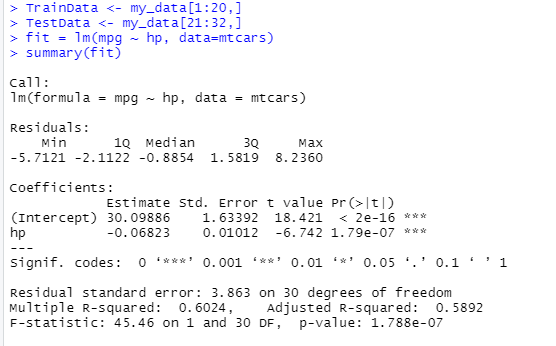 > TrainData <- my_data[1:20,]
> TestData <- my_data[21:32,]
> fit = lm(mpg ~ hp, data=mtcars)
> summary(fit)
Call:
lm(formula = mpg ~ hp, data = mtcars)
Residuals:
    Min      1Q  Median      3Q     Max
-5.7121 -2.1122 -0.8854  1.5819  8.2360
Coefficients:
            Estimate Std. Error t value Pr(>|t|)
(Intercept) 30.09886    1.63392  18.421  < 2e-16 ***
hp          -0.06823    0.01012  -6.742 1.79e-07 ***
---
Signif. codes:  0 ‘***’ 0.001 ‘**’ 0.01 ‘*’ 0.05 ‘.’ 0.1 ‘ ’ 1
Residual standard error: 3.863 on 30 degrees of freedom
Multiple R-squared:  0.6024,    Adjusted R-squared:  0.5892
F-statistic: 45.46 on 1 and 30 DF,  p-value: 1.788e-07